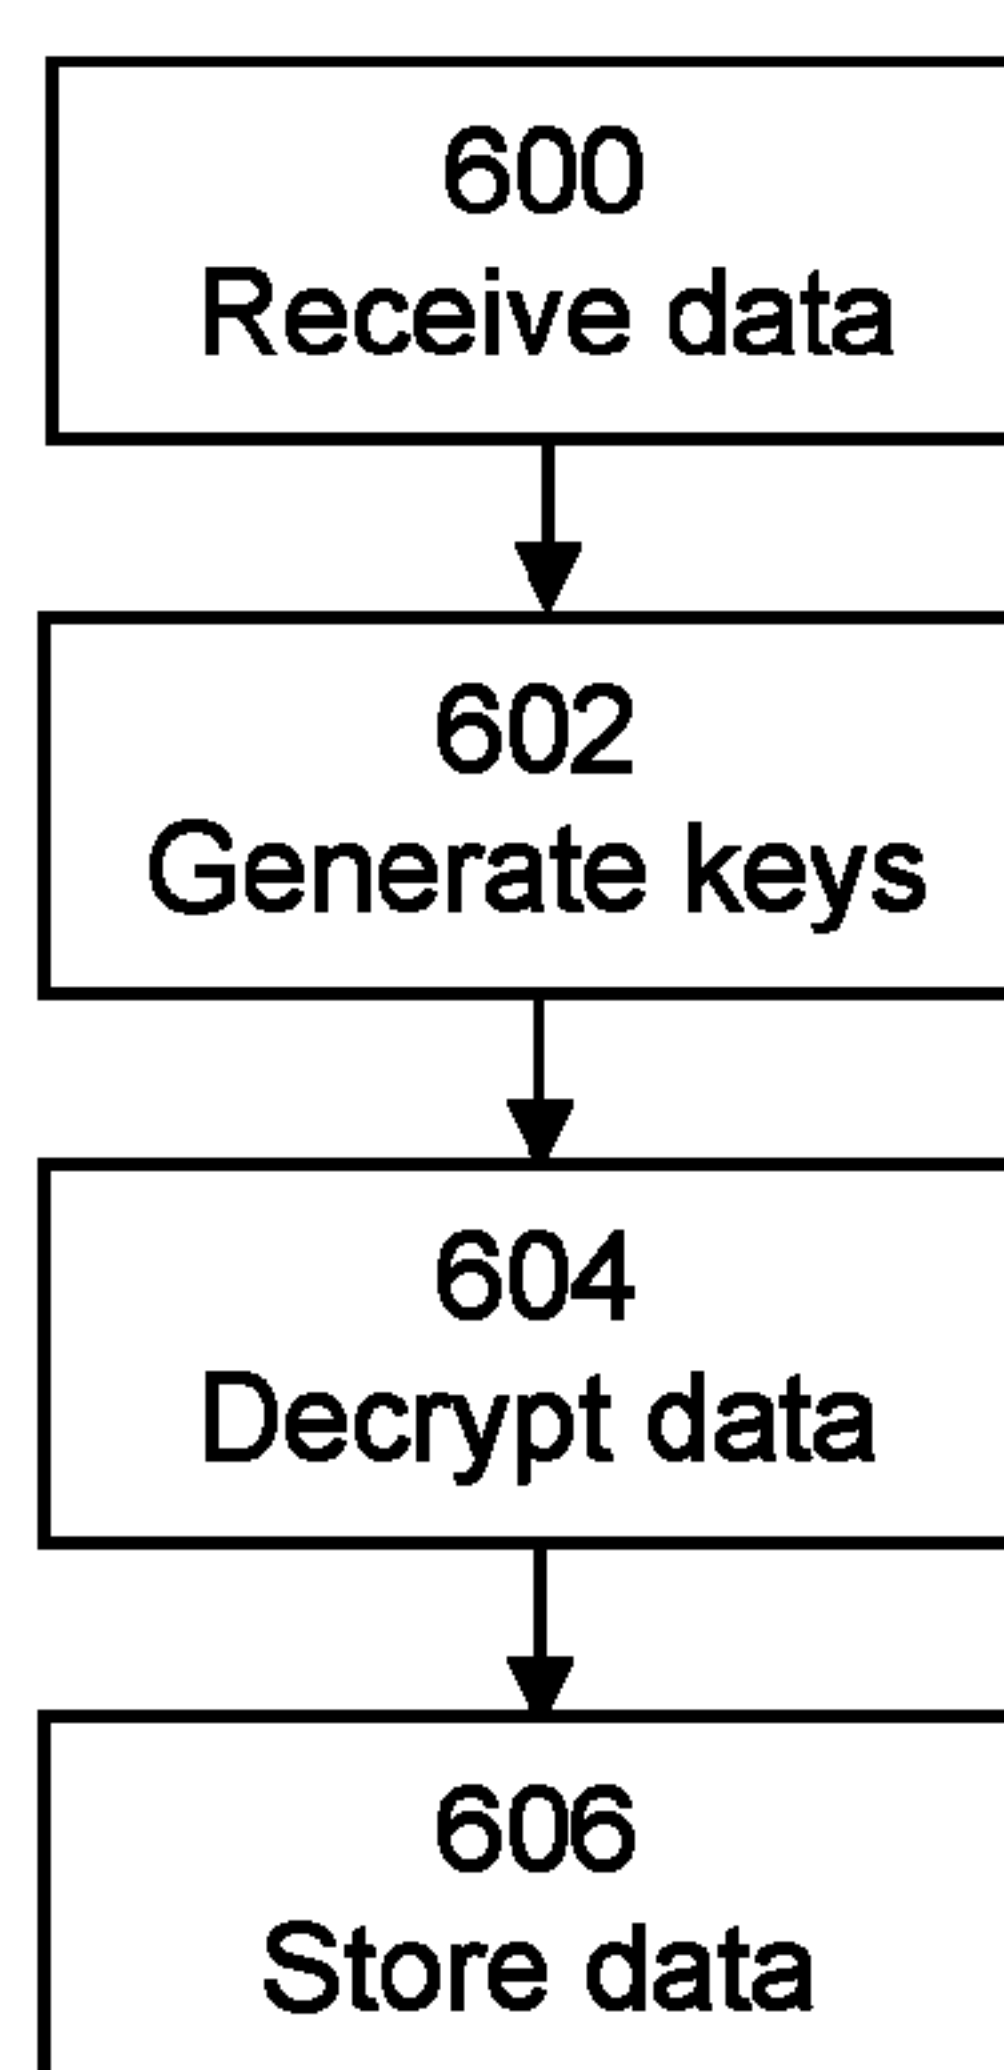 600
Receive data
602
Generate keys
604
Decrypt data
606
Store data